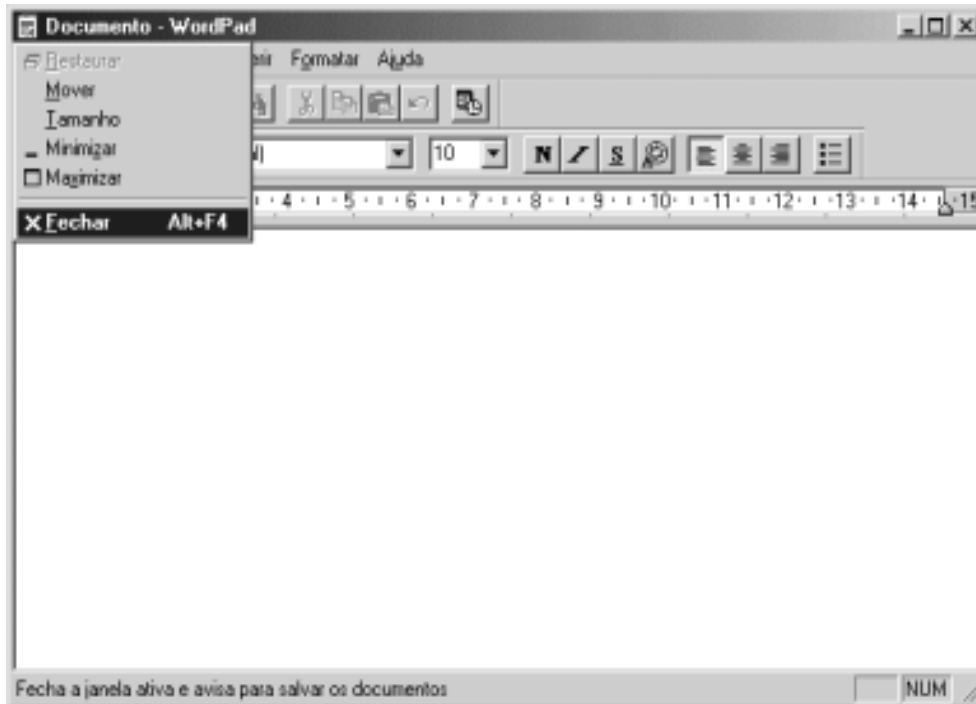 Documento - WordPad
Restaurar
Mover
Tamanho
Minimizar
Maximizar
Fechar Alt+F4
Formatar Ajuda
10 N I S
4 5 6 7 8 9 10 11 12 13 14 15
Fecha a janela ativa e avisa para salvar os documentos
NUM